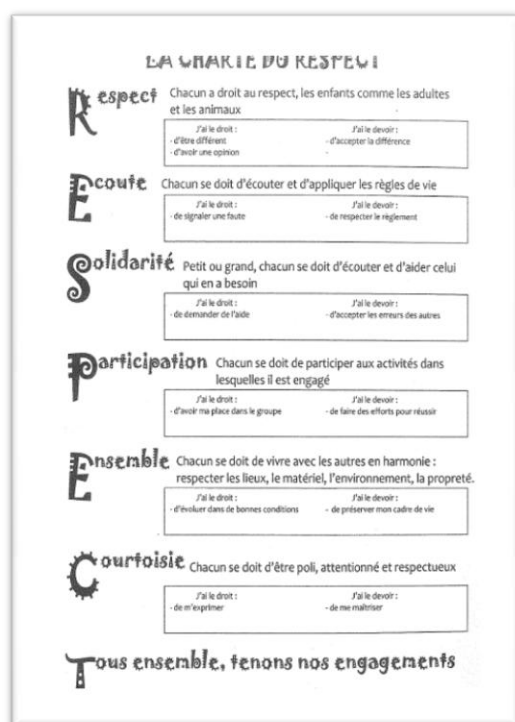 LA CHARTE DU RESPECT
Respect Chacun a droit au respect, les enfants comme les adultes
et les animaux
J'ai le droit : J'ai le devoir :
- d'être différent - d'accepter la différence
- d'avoir une opinion -
Ecoute Chacun se doit d'écouter et d'appliquer les règles de vie
J'ai le droit : J'ai le devoir :
- de signaler une faute - de respecter le règlement
Solidarité Petit ou grand, chacun se doit d'écouter et d'aider celui
qui en a besoin
J'ai le droit : J'ai le devoir :
- de demander de l'aide - d'accepter les erreurs des autres
Participation Chacun se doit de participer aux activités dans
lesquelles il est engagé
J'ai le droit : J'ai le devoir :
- d'avoir ma place dans le groupe - de faire des efforts pour réussir
Ensemble Chacun se doit de vivre avec les autres en harmonie :
respecter les lieux, le matériel, l'environnement, la propreté.
J'ai le droit : J'ai le devoir :
- d'évoluer dans de bonnes conditions - de préserver mon cadre de vie
Courtoisie Chacun se doit d'être poli, attentionné et respectueux
J'ai le droit : J'ai le devoir :
- de m'exprimer - de me maîtriser
Tous ensemble, tenons nos engagements